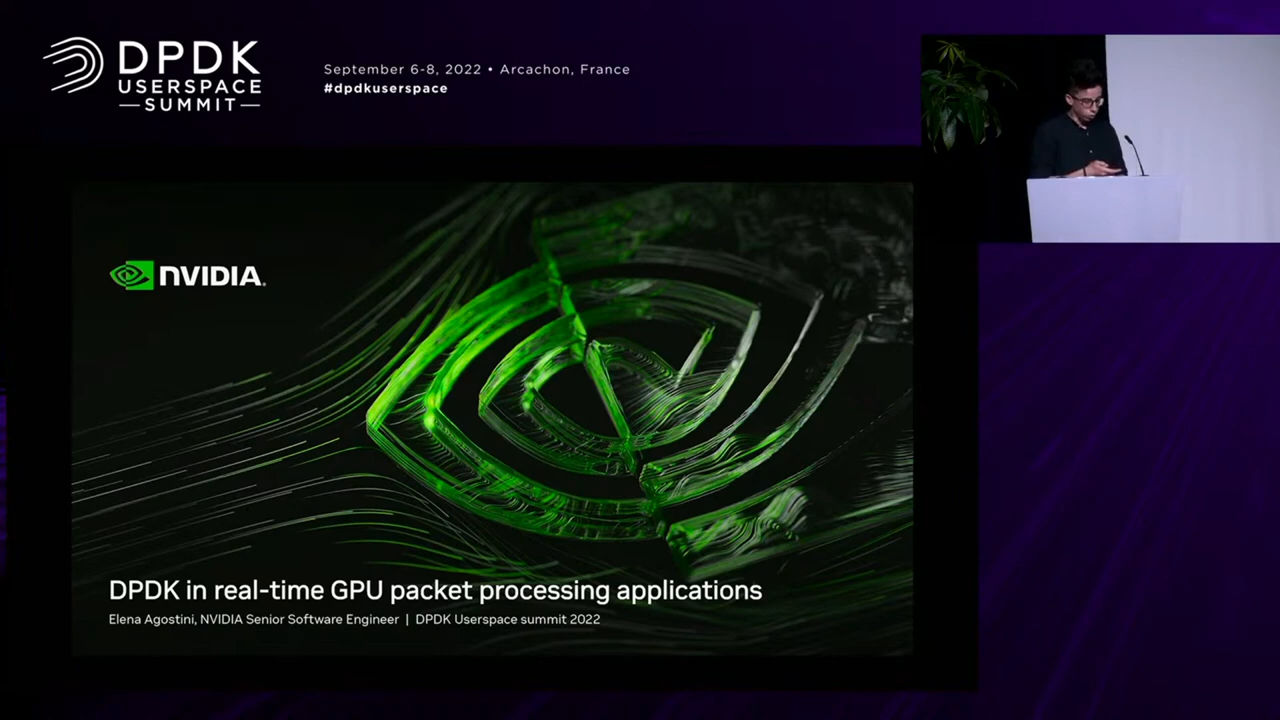 DPDK
USERSPACE
SUMMIT
September 6-8, 2022 • Arcachon, France
#dpdkuserspace
NVIDIA.
DPDK in real-time GPU packet processing applications
Elena Agostini, NVIDIA Senior Software Engineer | DPDK Userspace summit 2022